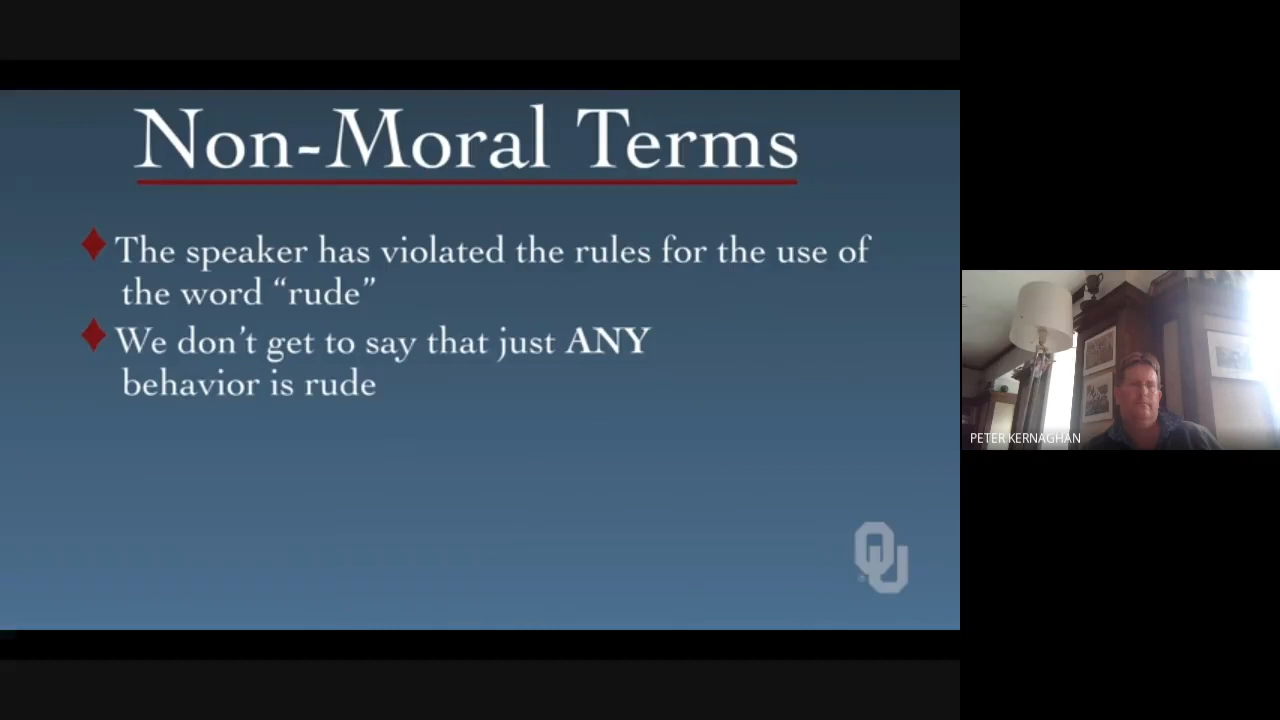 Non-Moral Terms
The speaker has violated the rules for the use of
the word “rude”
We don’t get to say that just ANY
behavior is rude
OU
PETER KERNAGHAN